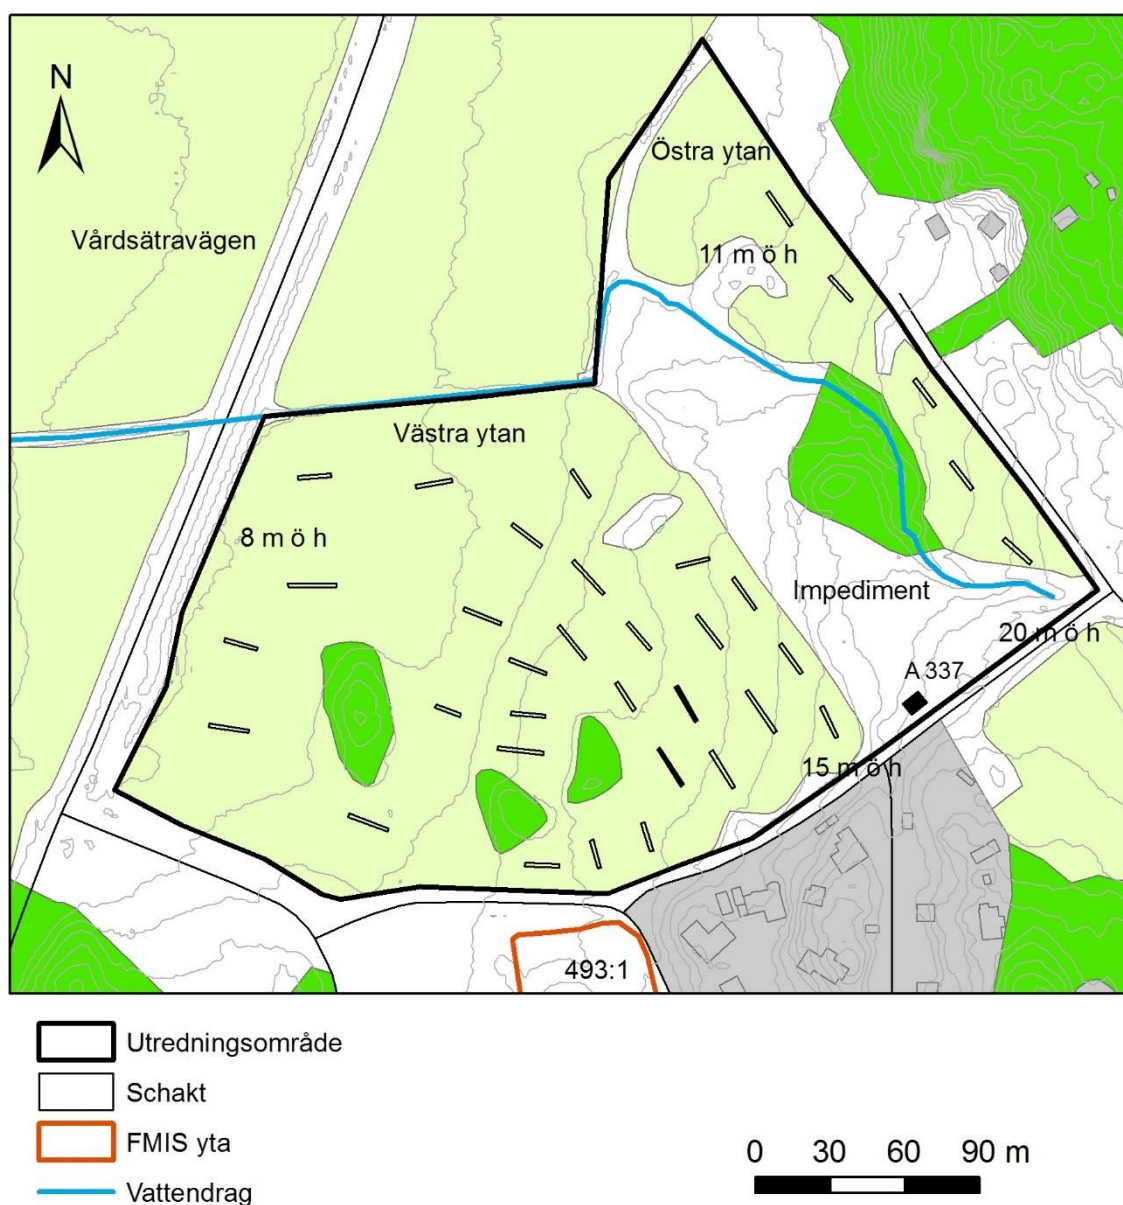 N
Östra ytan
Vårdsätravägen
11 m ö h
Västra ytan
8 m ö h
Impediment
20 m ö h
A 337
15 m ö h
493:1
Utredningsområde
Schakt
FMIS yta
Vattendrag
0 30 60 90 m